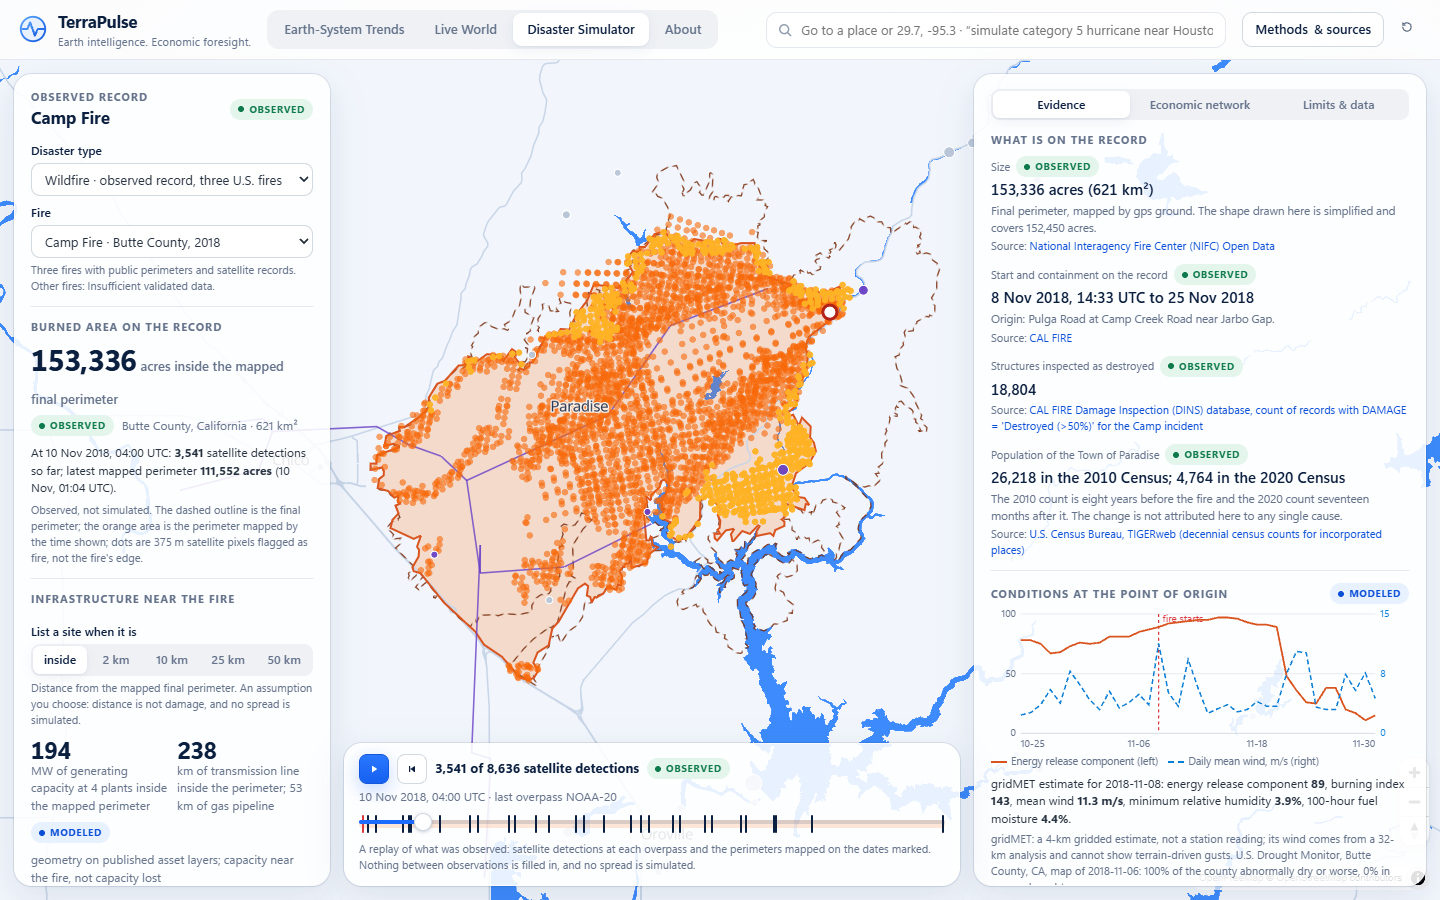 TerraPulse
Earth intelligence. Economic foresight.
Earth-System Trends
Live World
Disaster Simulator
About
Go to a place or 29.7, -95.3 - "simulate category 5 hurricane near Housto
Methods & sources
OBSERVED RECORD
Camp Fire
OBSERVED
Disaster type
Wildfire · observed record, three U.S. fires
Fire
Camp Fire · Butte County, 2018
Three fires with public perimeters and satellite records.
Other fires: Insufficient validated data.
BURNED AREA ON THE RECORD
153,336 acres inside the mapped
final perimeter
OBSERVED Butte County, California · 621 km²
At 10 Nov 2018, 04:00 UTC: 3,541 satellite detections
so far; latest mapped perimeter 111,552 acres (10
Nov, 01:04 UTC).
Observed, not simulated. The dashed outline is the final
perimeter; the orange area is the perimeter mapped by
the time shown; dots are 375 m satellite pixels flagged as
fire, not the fire's edge.
INFRASTRUCTURE NEAR THE FIRE
List a site when it is
inside 2 km 10 km 25 km 50 km
Distance from the mapped final perimeter. An assumption
you choose: distance is not damage, and no spread is
simulated.
194
MW of generating
capacity at 4 plants inside
the mapped perimeter
238
km of transmission line
inside the perimeter; 53
km of gas pipeline
MODELED
geometry on published asset layers; capacity near
the fire, not capacity lost
Paradise
3,541 of 8,636 satellite detections OBSERVED
10 Nov 2018, 04:00 UTC · last overpass NOAA-20
Oroville
A replay of what was observed: satellite detections at each overpass and the perimeters mapped on the dates marked.
Nothing between observations is filled in, and no spread is simulated.
Evidence
Economic network
Limits & data
WHAT IS ON THE RECORD
Size OBSERVED
153,336 acres (621 km²)
Final perimeter, mapped by gps ground. The shape drawn here is simplified and
covers 152,450 acres.
Source: National Interagency Fire Center (NIFC) Open Data
Start and containment on the record OBSERVED
8 Nov 2018, 14:33 UTC to 25 Nov 2018
Origin: Pulga Road at Camp Creek Road near Jarbo Gap.
Source: CAL FIRE
Structures inspected as destroyed OBSERVED
18,804
Source: CAL FIRE Damage Inspection (DINS) database, count of records with DAMAGE
= 'Destroyed (>50%)' for the Camp incident
Population of the Town of Paradise OBSERVED
26,218 in the 2010 Census; 4,764 in the 2020 Census
The 2010 count is eight years before the fire and the 2020 count seventeen
months after it. The change is not attributed here to any single cause.
Source: U.S. Census Bureau, TIGERweb (decennial census counts for incorporated
places)
CONDITIONS AT THE POINT OF ORIGIN MODELED
100
50
0
fire starts
15
8
0
10-25 11-06 11-18 11-30
Energy release component (left) Daily mean wind, m/s (right)
gridMET estimate for 2018-11-08: energy release component 89, burning index
143, mean wind 11.3 m/s, minimum relative humidity 3.9%, 100-hour fuel
moisture 4.4%.
gridMET: a 4-km gridded estimate, not a station reading; its wind comes from a 32-
km analysis and cannot show terrain-driven gusts. U.S. Drought Monitor, Butte
County, CA, map of 2018-11-06: 100% of the county abnormally dry or worse, 0% in